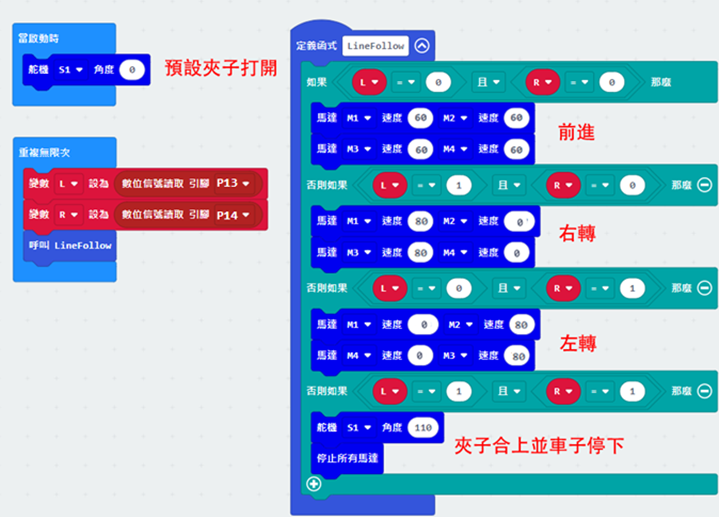 當啟動時
舵機 S1 角度 0
預設夾子打開
重複無限次
變數 L 設為 數位信號讀取 引腳 P13
變數 R 設為 數位信號讀取 引腳 P14
呼叫 LineFollow
定義函式 LineFollow
如果 L = 0 且 R = 0 那麼
馬達 M1 速度 60 M2 速度 60
馬達 M3 速度 60 M4 速度 60
前進
否則如果 L = 1 且 R = 0 那麼
馬達 M1 速度 80 M2 速度 0
馬達 M3 速度 80 M4 速度 0
右轉
否則如果 L = 0 且 R = 1 那麼
馬達 M1 速度 0 M2 速度 80
馬達 M4 速度 0 M3 速度 80
左轉
否則如果 L = 1 且 R = 1 那麼
舵機 S1 角度 110
停止所有馬達
夾子合上並車子停下